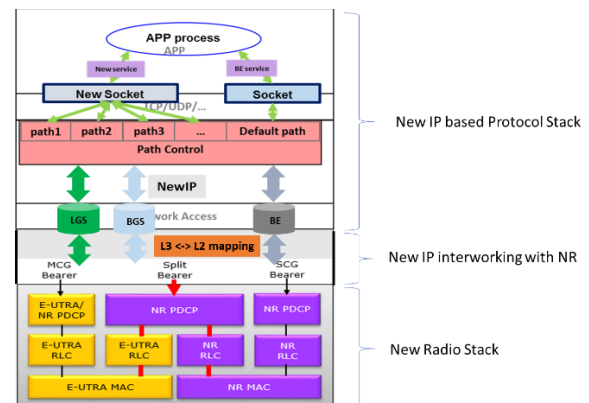 APP process
APP
New service
BE service
New Socket
Socket
TCP/UDP/...
path1 path2 path3 ... Default path
Path Control
New IP based Protocol Stack
NewIP
LGS BGS work Access BE
L3 <-> L2 mapping
New IP interworking with NR
MCG Bearer
Split Bearer
SCG Bearer
E-UTRA/
NR PDCP
NR PDCP
NR PDCP
E-UTRA
RLC
E-UTRA
RLC
NR
RLC
NR
RLC
New Radio Stack
E-UTRA MAC
NR MAC